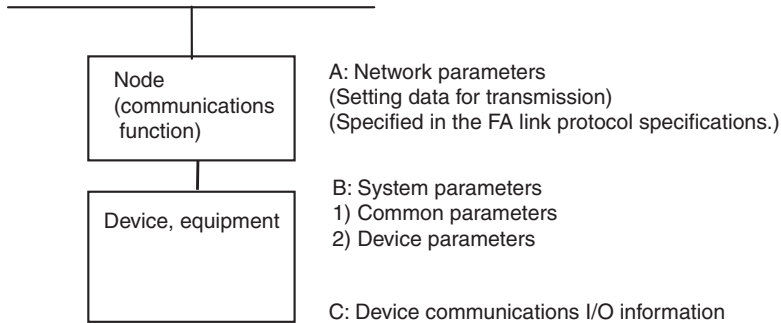 Node
(communications
function)
A: Network parameters
(Setting data for transmission)
(Specified in the FA link protocol specifications.)
Device, equipment
B: System parameters
1) Common parameters
2) Device parameters
C: Device communications I/O information